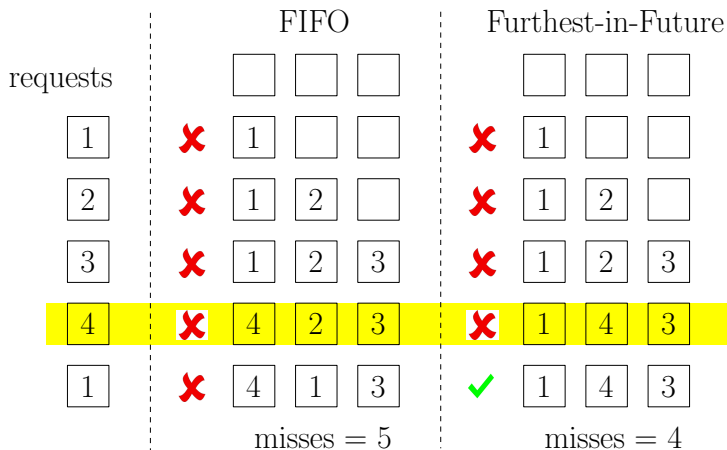 FIFO Furthest-in-Future
requests
1 ✘ 1 ✘ 1
2 ✘ 1 2 ✘ 1 2
3 ✘ 1 2 3 ✘ 1 2 3
4 ✘ 4 2 3 ✘ 1 4 3
1 ✘ 4 1 3 ✓ 1 4 3
misses = 5 misses = 4